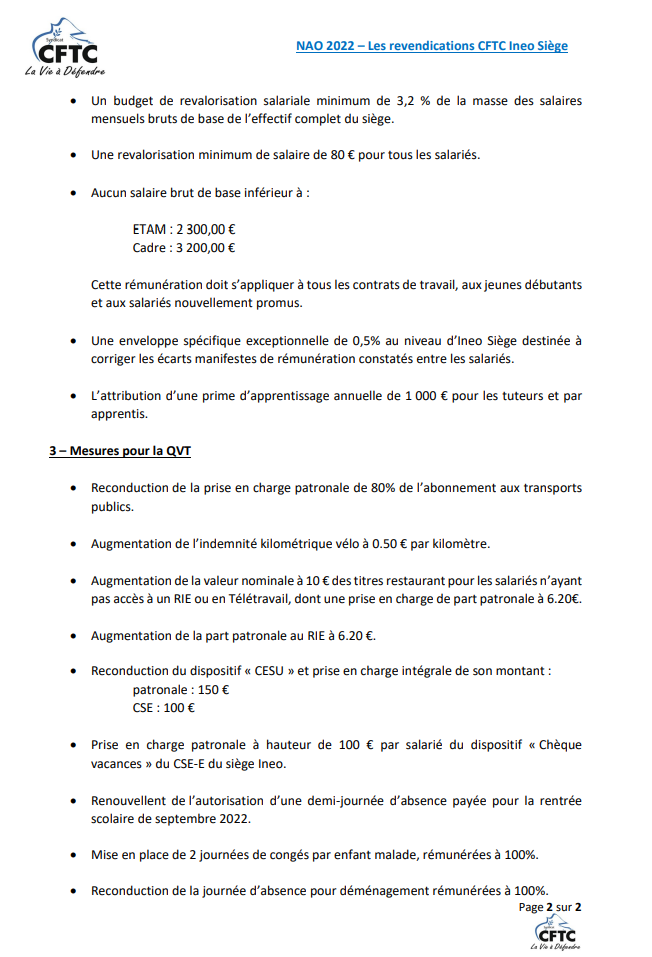 Syndicat
CFTC
La Vie à Défendre
NAO 2022 – Les revendications CFTC Ineo Siège
• Un budget de revalorisation salariale minimum de 3,2 % de la masse des salaires
mensuels bruts de base de l’effectif complet du siège.
• Une revalorisation minimum de salaire de 80 € pour tous les salariés.
• Aucun salaire brut de base inférieur à :
ETAM : 2 300,00 €
Cadre : 3 200,00 €
Cette rémunération doit s’appliquer à tous les contrats de travail, aux jeunes débutants
et aux salariés nouvellement promus.
• Une enveloppe spécifique exceptionnelle de 0,5% au niveau d’Ineo Siège destinée à
corriger les écarts manifestes de rémunération constatés entre les salariés.
• L’attribution d’une prime d’apprentissage annuelle de 1 000 € pour les tuteurs et par
apprentis.
3 – Mesures pour la QVT
• Reconduction de la prise en charge patronale de 80% de l’abonnement aux transports
publics.
• Augmentation de l’indemnité kilométrique vélo à 0.50 € par kilomètre.
• Augmentation de la valeur nominale à 10 € des titres restaurant pour les salariés n’ayant
pas accès à un RIE ou en Télétravail, dont une prise en charge de part patronale à 6.20€.
• Augmentation de la part patronale au RIE à 6.20 €.
• Reconduction du dispositif « CESU » et prise en charge intégrale de son montant :
patronale : 150 €
CSE : 100 €
• Prise en charge patronale à hauteur de 100 € par salarié du dispositif « Chèque
vacances » du CSE-E du siège Ineo.
• Renouvellent de l’autorisation d’une demi-journée d’absence payée pour la rentrée
scolaire de septembre 2022.
• Mise en place de 2 journées de congés par enfant malade, rémunérées à 100%.
• Reconduction de la journée d’absence pour déménagement rémunérées à 100%.
Page 2 sur 2
Syndicat
CFTC
La Vie à Défendre